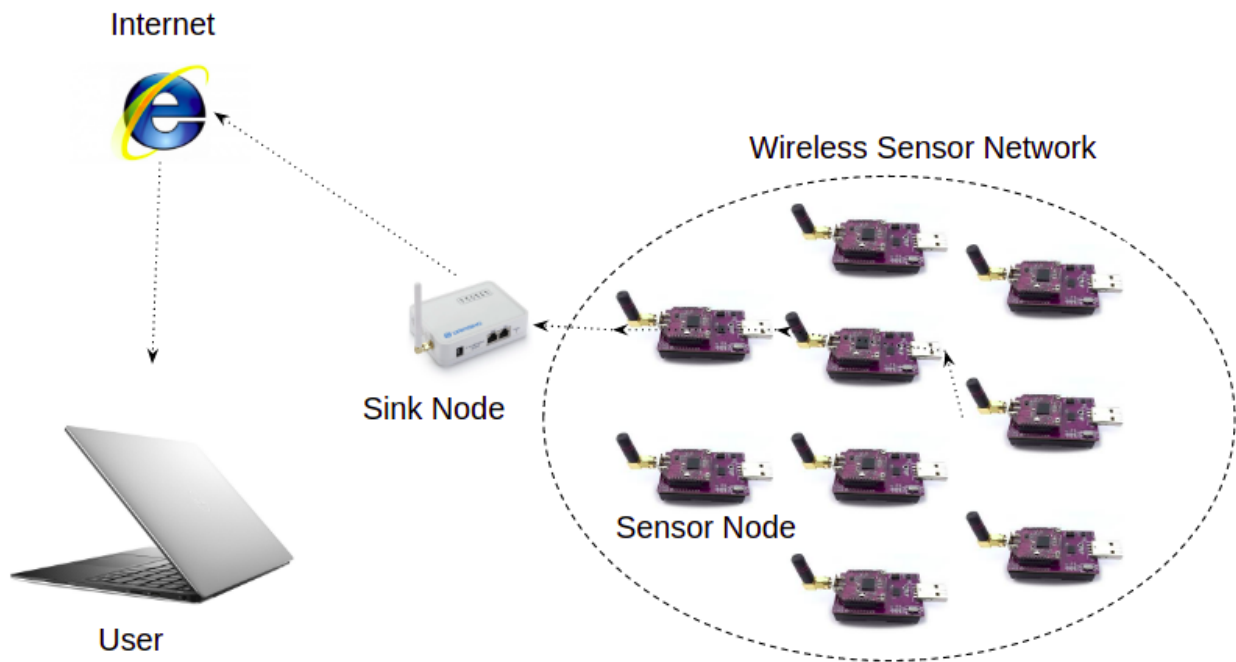 Internet
Wireless Sensor Network
Sink Node
Sensor Node
User